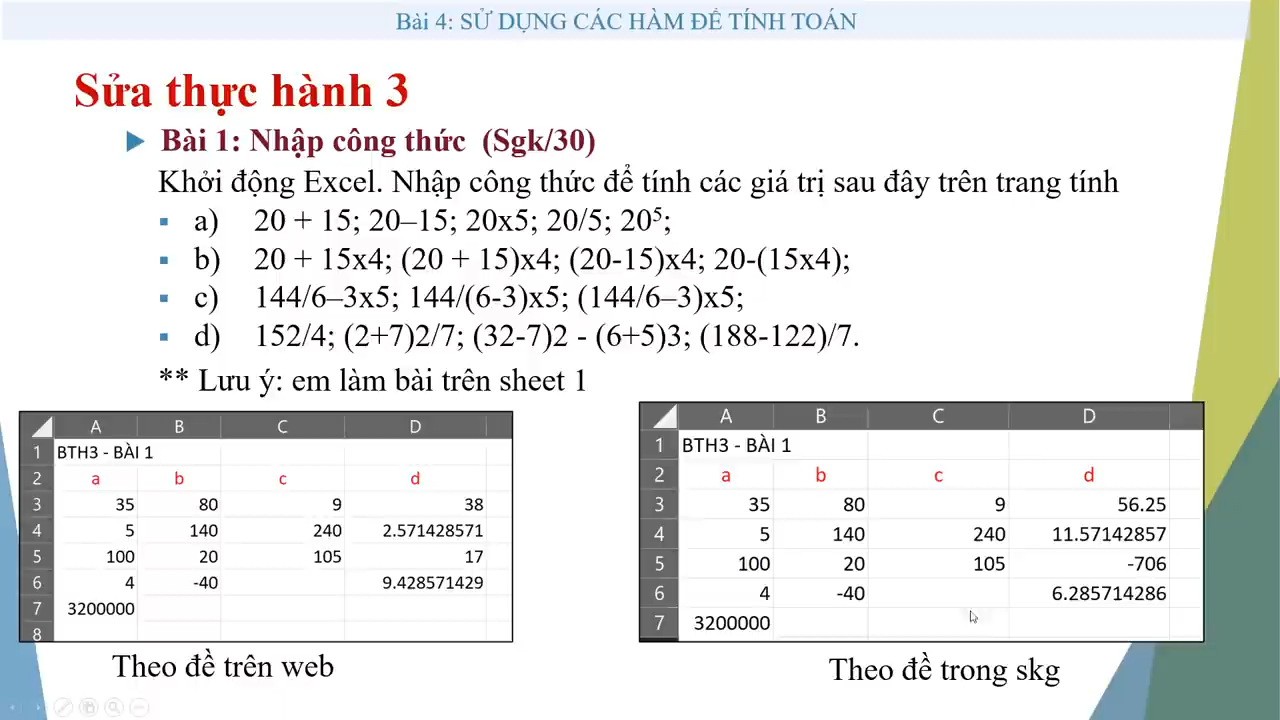 Bài 4: SỬ DỤNG CÁC HÀM ĐỂ TÍNH TOÁN
Sửa thực hành 3
Bài 1: Nhập công thức (Sgk/30)
Khởi động Excel. Nhập công thức để tính các giá trị sau đây trên trang tính
a) 20 + 15; 20–15; 20x5; 20/5; 20⁵;
b) 20 + 15x4; (20 + 15)x4; (20-15)x4; 20-(15x4);
c) 144/6–3x5; 144/(6-3)x5; (144/6–3)x5;
d) 152/4; (2+7)2/7; (32-7)2 - (6+5)3; (188-122)/7.
** Lưu ý: em làm bài trên sheet 1
A B C D
1 BTH3 - BÀI 1
2 a b c d
3 35 80 9 38
4 5 140 240 2.571428571
5 100 20 105 17
6 4 -40 9.428571429
7 3200000
8
Theo đề trên web
A B C D
1 BTH3 - BÀI 1
2 a b c d
3 35 80 9 56.25
4 5 140 240 11.57142857
5 100 20 105 -706
6 4 -40 6.285714286
7 3200000
Theo đề trong skg